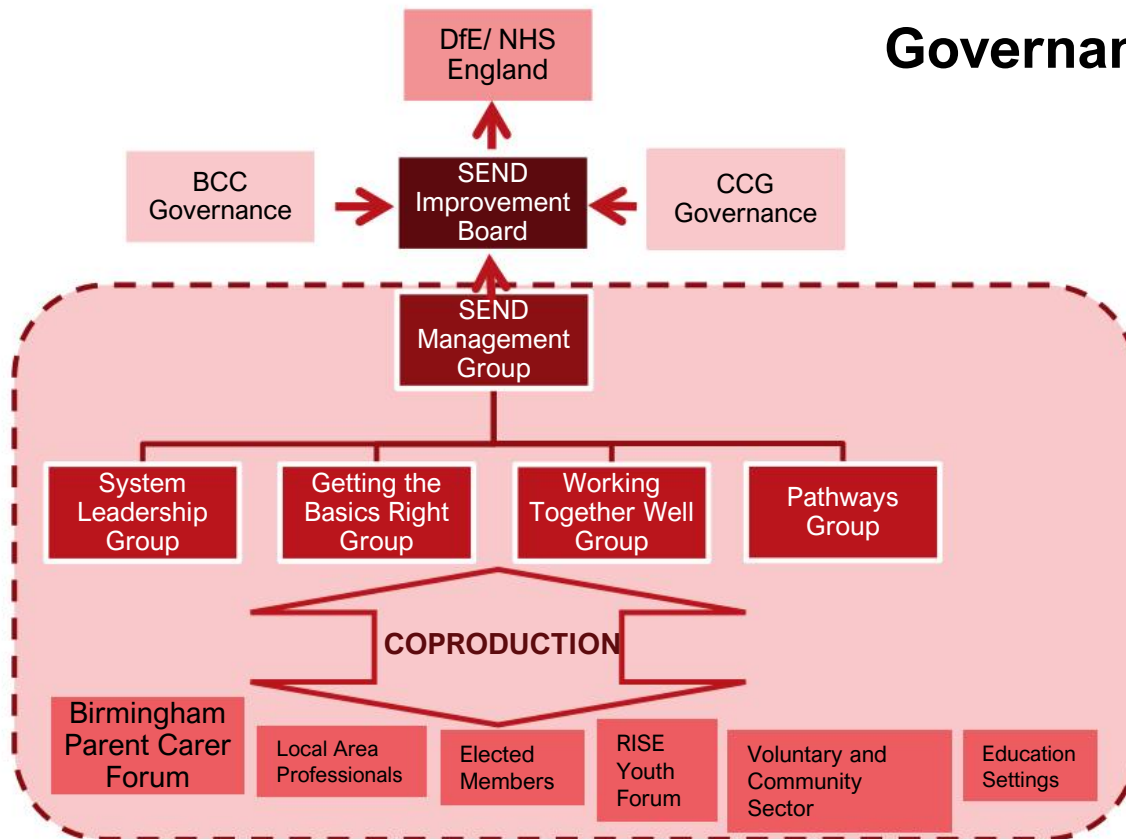 Governan
DfE/ NHS
England
BCC
Governance
SEND
Improvement
Board
CCG
Governance
SEND
Management
Group
System
Leadership
Group
Getting the
Basics Right
Group
Working
Together Well
Group
Pathways
Group
COPRODUCTION
Birmingham
Parent Carer
Forum
Local Area
Professionals
Elected
Members
RISE
Youth
Forum
Voluntary and
Community
Sector
Education
Settings